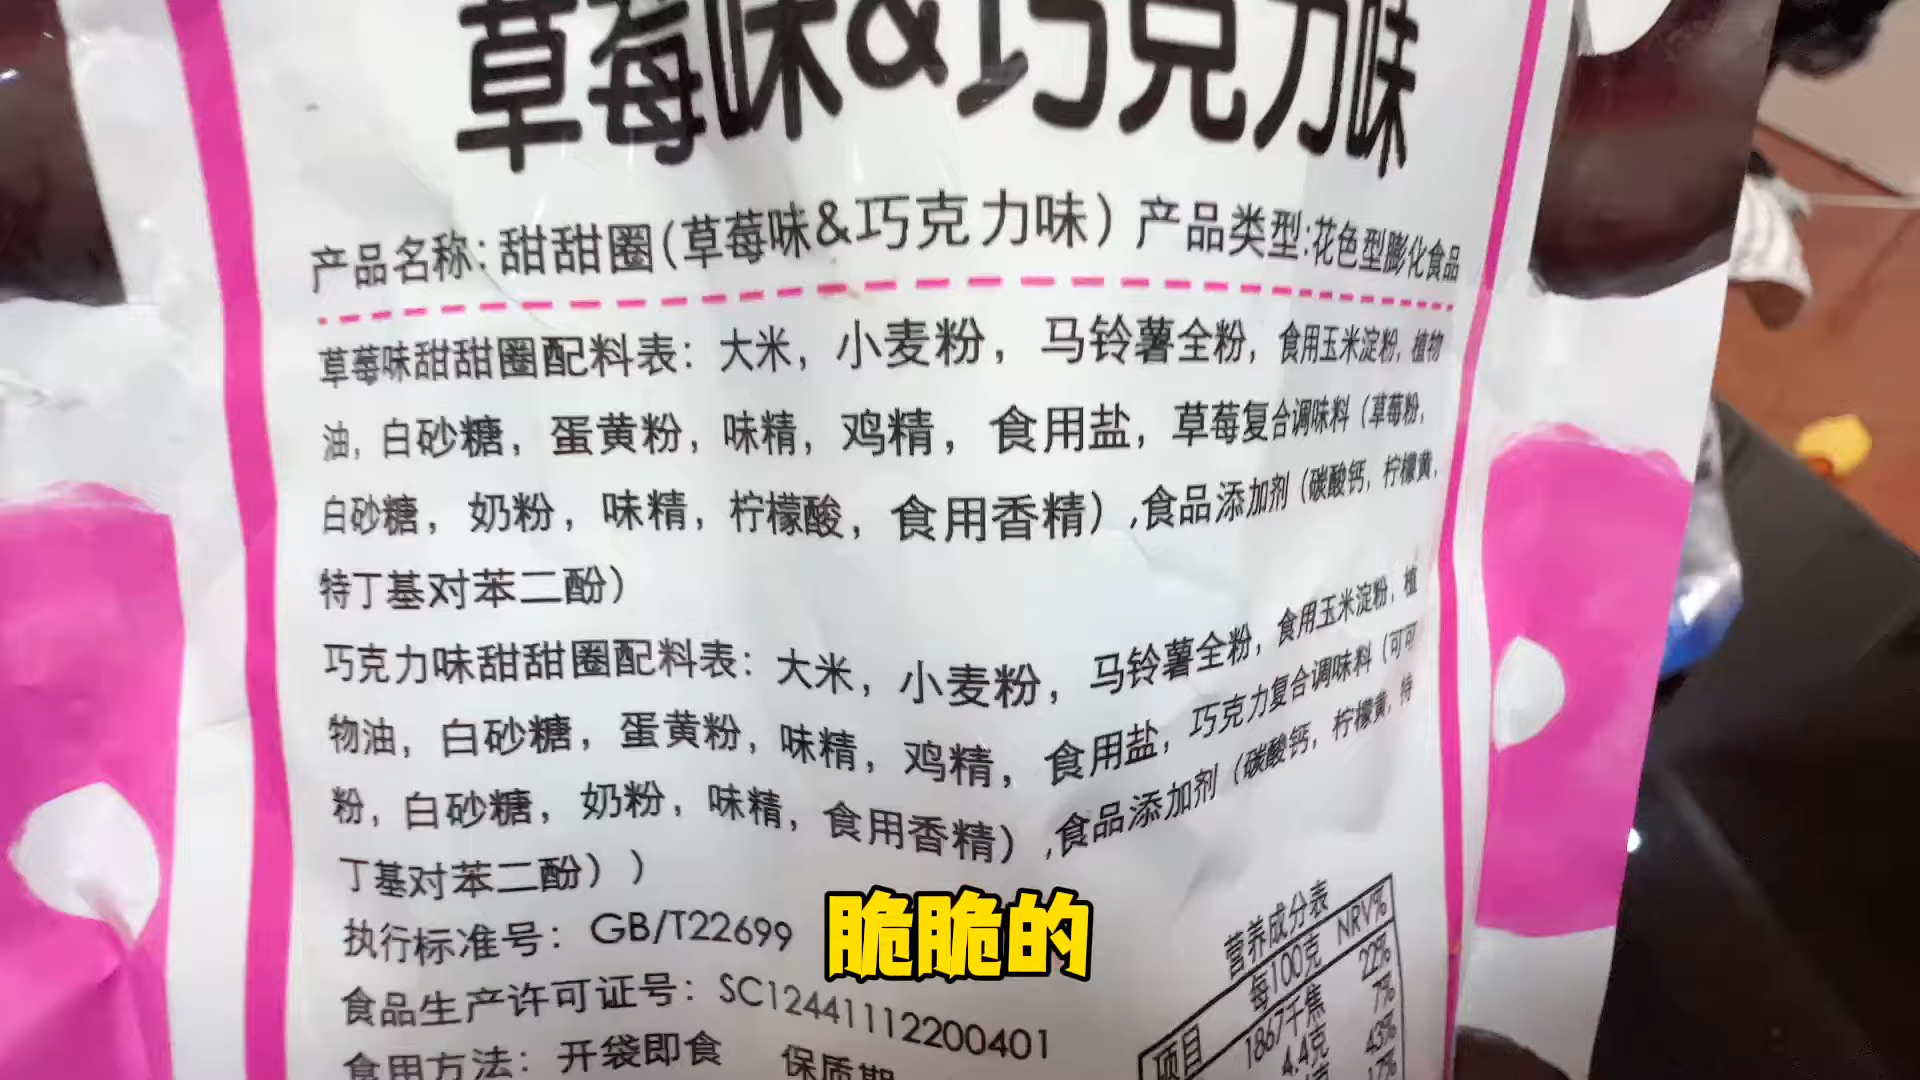 草莓味&巧克力味
产品名称:甜甜圈(草莓味&巧克力味) 产品类型:花色型膨化食品
草莓味甜甜圈配料表：大米，小麦粉，马铃薯全粉，食用玉米淀粉，植物
油，白砂糖，蛋黄粉，味精，鸡精，食用盐，草莓复合调味料（草莓粉，
白砂糖，奶粉，味精，柠檬酸，食用香精）,食品添加剂（碳酸钙，柠檬黄，
特丁基对苯二酚）
巧克力味甜甜圈配料表：大米，小麦粉，马铃薯全粉，食用玉米淀粉，植
物油，白砂糖，蛋黄粉，味精，鸡精，食用盐，巧克力复合调味料（可可
粉，白砂糖，奶粉，味精，食用香精）,食品添加剂（碳酸钙，柠檬黄，特
丁基对苯二酚））
执行标准号：GB/T22699
脆脆的
食品生产许可证号：SC12441112200401
食用方法：开袋即食 保质期
营养成分表
项目 每100克 NRV%
1867千焦 22%
4.4克 7%
43%
17%